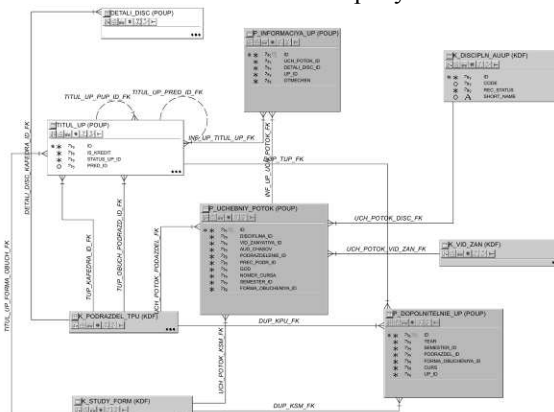 DETALI_DISC (POUP)
P_INFORMACIYA_UP (POUP)
ID
UCH_POTOK_ID
DETALI_DISC_ID
UP_ID
OTMECHEN
K_DISCIPLN_AUUP (KDF)
ID
CODE
REC_STATUS
SHORT_NAME
TITUL_UP_PUP_ID_FK
TITUL_UP_PRED_ID_FK
TITUL_UP (POUP)
ID
IS_KREDIT
STATUS_UP_ID
PRED_ID
INF_UP_TITUL_UP_FK
DUP_TUP_FK
INF_UP_UCH_POTOK_FK
DETALI_DISC_KAFEDRA_ID_FK
TITUL_UP_FORMA_OBUCH_FK
TUP_KAFEDRA_ID_FK
TUP_OBUCH_PODRAZD_ID_FK
UCH_POTOK_PODAZDEL_FK
P_UCHEBNIY_POTOK (POUP)
ID
DISCIPLINA_ID
VID_ZANYATIYA_ID
AUD_CHASOV
PODRAZDELENIE_ID
PREC_PODR_ID
GOD
NOMER_CURSA
SEMESTER_ID
FORMA_OBUCHENIYA_ID
UCH_POTOK_DISC_FK
UCH_POTOK_VID_ZAN_FK
K_VID_ZAN (KDF)
K_PODRAZDEL_TPU (KDF)
DUP_KPU_FK
UCH_POTOK_KSM_FK
P_DOPOLNITELNIE_UP (POUP)
ID
YEAR
SEMESTER_ID
PODRAZDEL_ID
FORMA_OBUCHENIYA_ID
CURS
UP_ID
K_STUDY_FORM (KDF)
DUP_KSM_FK